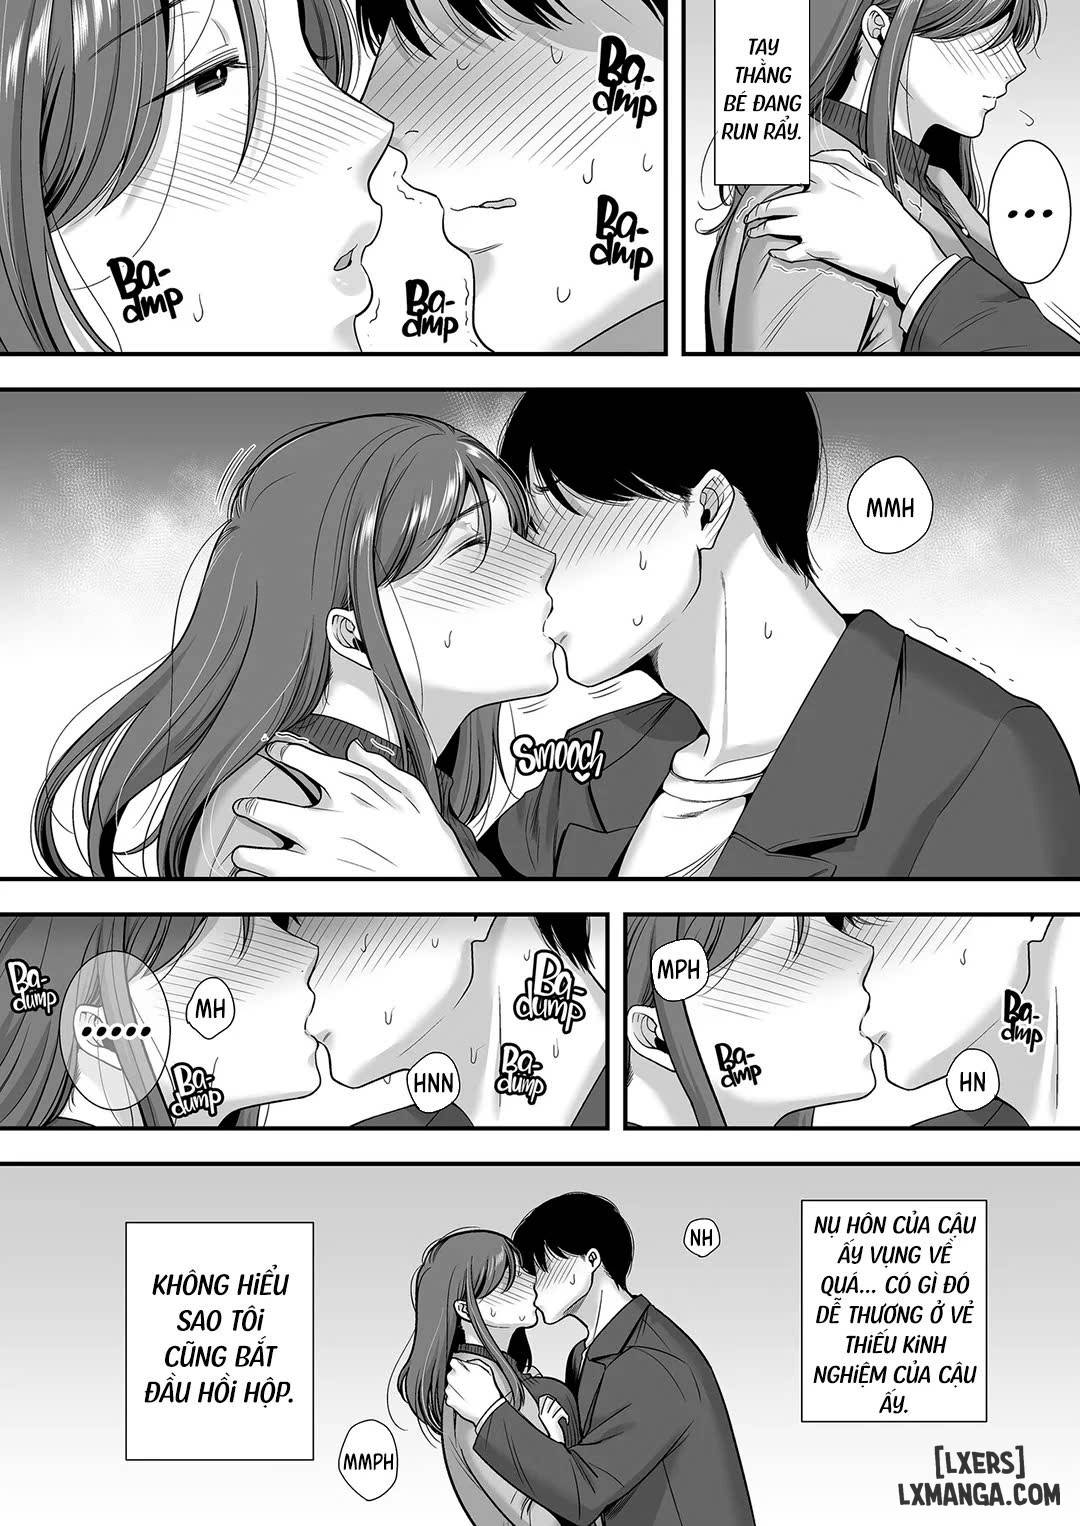 TAY
THẰNG
BÉ ĐANG
RUN RẨY.
...
Ba-
dmp
Ba-
dmp
Ba-
dmp
Ba-
dmp
MMH
Smooch
MPH
Ba-
dmp
Ba-
dmp
HN
Ba-
dump
Ba-
dump
MH
HNN
Ba-
dump
Ba-
dump
.....
NỤ HÔN CỦA CẬU
ẤY VỤNG VỀ
QUÁ... CÓ GÌ ĐÓ
DỄ THƯƠNG Ở VẺ
THIẾU KINH
NGHIỆM CỦA CẬU
ẤY.
NH
KHÔNG HIỂU
SAO TÔI
CŨNG BẮT
ĐẦU HỒI HỘP.
MMPH
[LXERS]
LXMANGA.COM